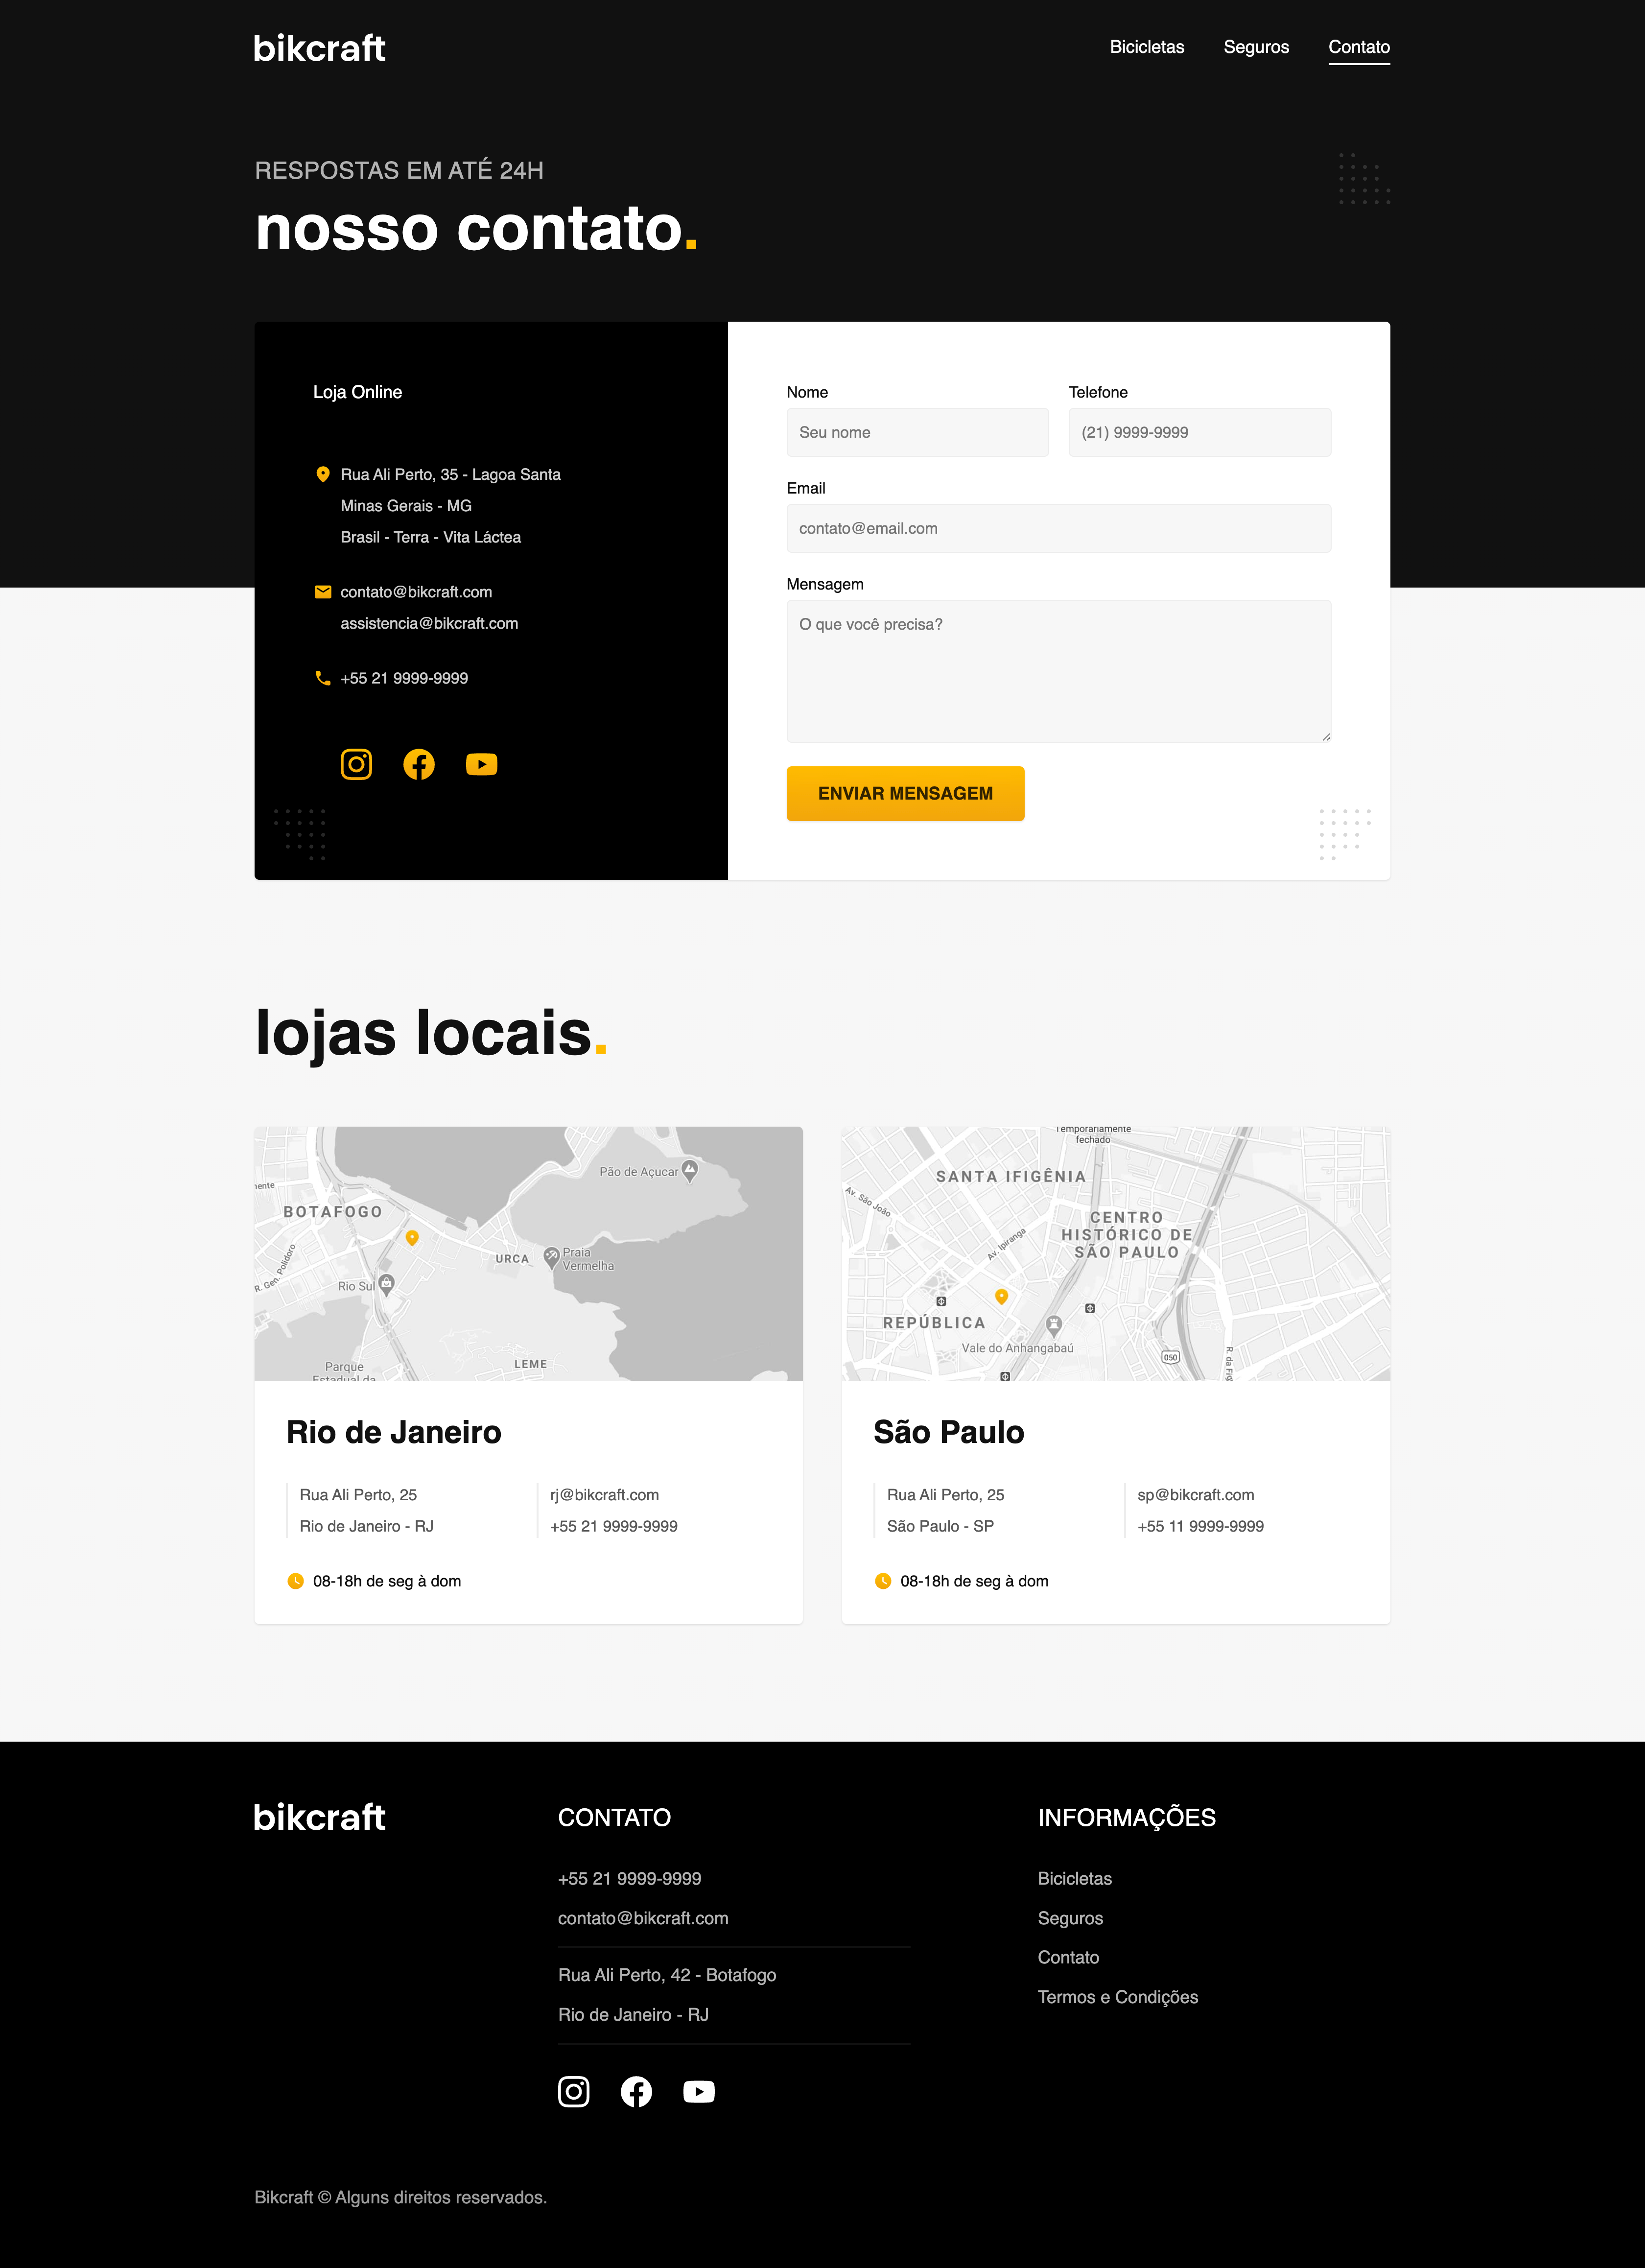 bikcraft
Bicicletas
Seguros
Contato
RESPOSTAS EM ATÉ 24H
nosso contato.
Loja Online
Rua Ali Perto, 35 - Lagoa Santa
Minas Gerais - MG
Brasil - Terra - Vita Láctea
contato@bikcraft.com
assistencia@bikcraft.com
+55 21 9999-9999
Nome
Seu nome
Telefone
(21) 9999-9999
Email
contato@email.com
Mensagem
O que você precisa?
ENVIAR MENSAGEM
lojas locais.
Pão de Açucar
BOTAFOGO
URCA
Praia
Vermelha
R. Gen. Polidoro
Rio Sul
LEME
Parque
Estadual da
Rio de Janeiro
Rua Ali Perto, 25
Rio de Janeiro - RJ
rj@bikcraft.com
+55 21 9999-9999
08-18h de seg à dom
Temporariamente
fechado
SANTA IFIGÊNIA
Av. São João
CENTRO
HISTÓRICO DE
SÃO PAULO
Av. Ipiranga
REPÚBLICA
Vale do Anhangabaú
050
São Paulo
Rua Ali Perto, 25
São Paulo - SP
sp@bikcraft.com
+55 11 9999-9999
08-18h de seg à dom
bikcraft
CONTATO
+55 21 9999-9999
contato@bikcraft.com
Rua Ali Perto, 42 - Botafogo
Rio de Janeiro - RJ
INFORMAÇÕES
Bicicletas
Seguros
Contato
Termos e Condições
Bikcraft © Alguns direitos reservados.